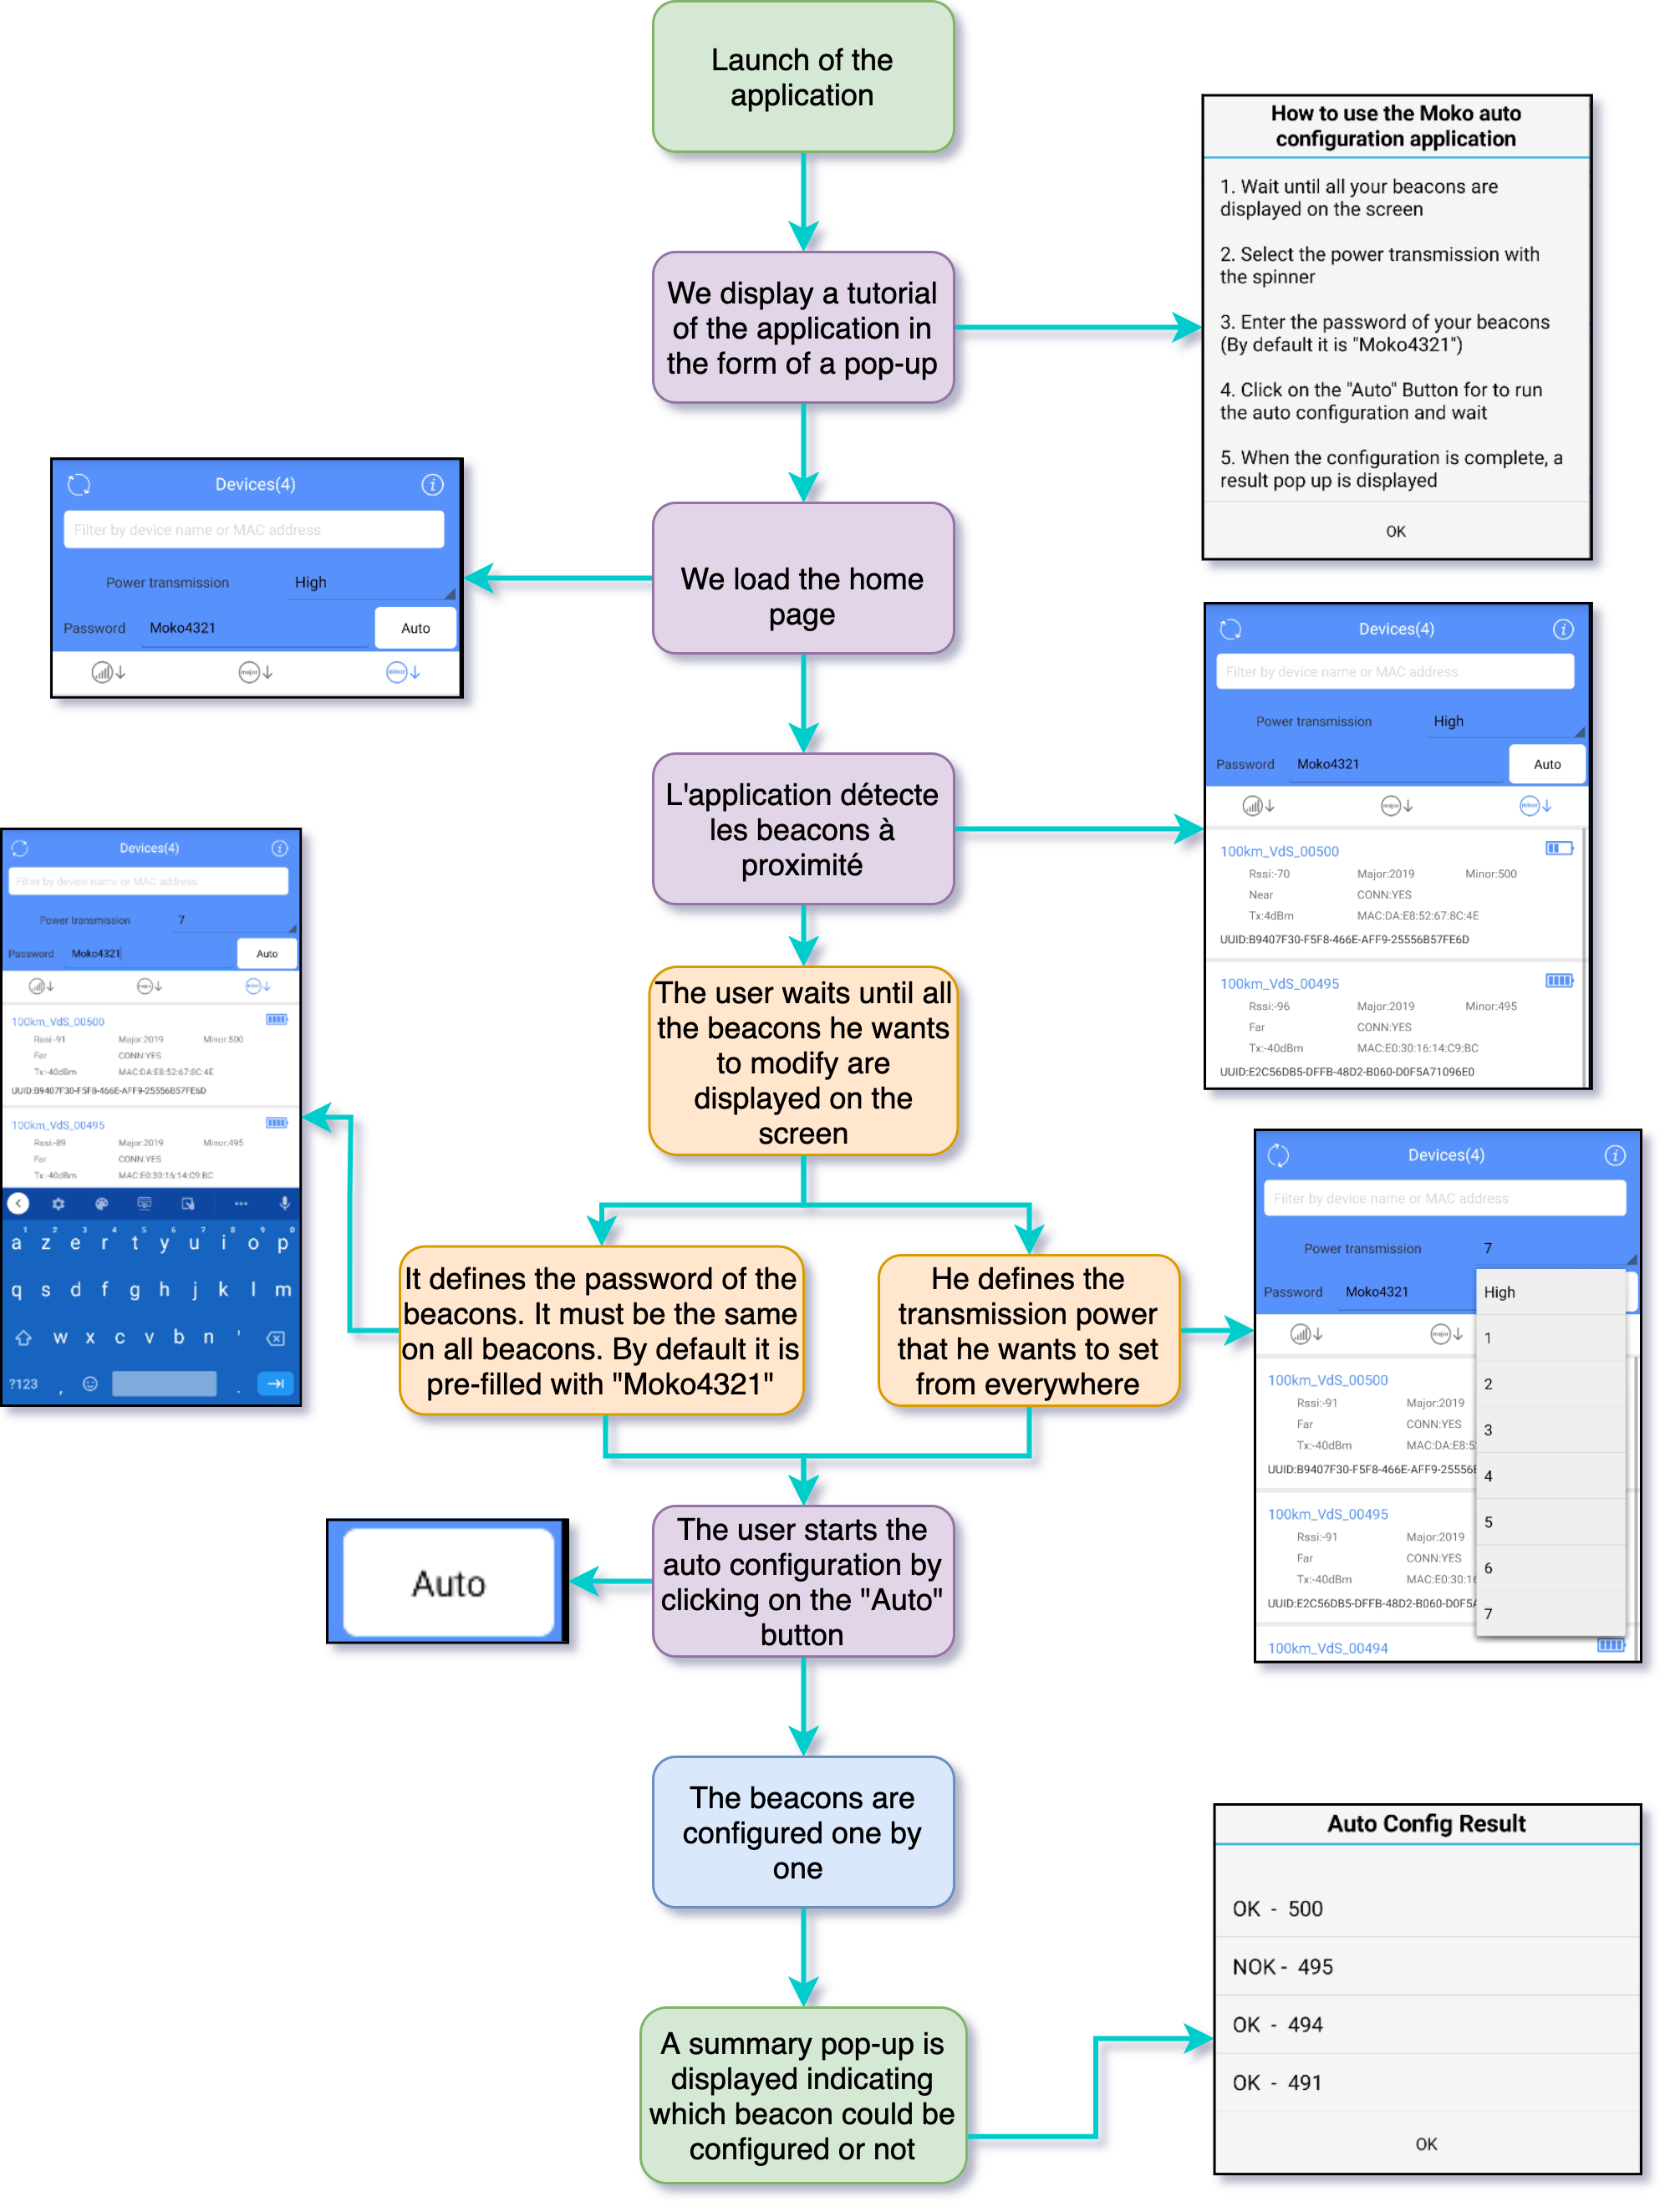 Launch of the
application
How to use the Moko auto
configuration application
1. Wait until all your beacons are
displayed on the screen
2. Select the power transmission with
the spinner
3. Enter the password of your beacons
(By default it is "Moko4321")
4. Click on the "Auto" Button for to run
the auto configuration and wait
5. When the configuration is complete, a
result pop up is displayed
OK
We display a tutorial
of the application in
the form of a pop-up
Devices(4)
Filter by device name or MAC address
Power transmission High
Password Moko4321 Auto
major minor
We load the home
page
Devices(4)
Filter by device name or MAC address
Power transmission High
Password Moko4321 Auto
major minor
100km_VdS_00500
Rssi:-70 Major:2019 Minor:500
Near CONN:YES
Tx:4dBm MAC:DA:E8:52:67:8C:4E
UUID:B9407F30-F5F8-466E-AFF9-25556B57FE6D
100km_VdS_00495
Rssi:-96 Major:2019 Minor:495
Far CONN:YES
Tx:-40dBm MAC:E0:30:16:14:C9:BC
UUID:E2C56DB5-DFFB-48D2-B060-D0F5A71096E0
L'application détecte
les beacons à
proximité
Devices(4)
Filter by device name or MAC address
Power transmission 7
Password Moko4321 Auto
100km_VdS_00500
Rssi:-91 Major:2019 Minor:500
Far CONN:YES
Tx:-40dBm MAC:DA:E8:52:67:8C:4E
UUID:B9407F30-F5F8-466E-AFF9-25556B57FE6D
100km_VdS_00495
Rssi:-89 Major:2019 Minor:495
Far CONN:YES
Tx:-40dBm MAC:E0:30:16:14:C9:BC
1 2 3 4 5 6 7 8 9 0
a z e r t y u i o p
q s d f g h j k l m
w x c v b n '
?123 , .
The user waits until all
the beacons he wants
to modify are
displayed on the
screen
It defines the password of the
beacons. It must be the same
on all beacons. By default it is
pre-filled with "Moko4321"
He defines the
transmission power
that he wants to set
from everywhere
Devices(4)
Filter by device name or MAC address
Power transmission 7
Password Moko4321
major
High
1
2
3
4
5
6
7
100km_VdS_00500
Rssi:-91 Major:2019
Far CONN:YES
Tx:-40dBm MAC:DA:E8:5
UUID:B9407F30-F5F8-466E-AFF9-25556
100km_VdS_00495
Rssi:-91 Major:2019
Far CONN:YES
Tx:-40dBm MAC:E0:30:16
UUID:E2C56DB5-DFFB-48D2-B060-D0F5A
100km_VdS_00494
The user starts the
auto configuration by
clicking on the "Auto"
button
Auto
The beacons are
configured one by
one
A summary pop-up is
displayed indicating
which beacon could be
configured or not
Auto Config Result
OK - 500
NOK - 495
OK - 494
OK - 491
OK